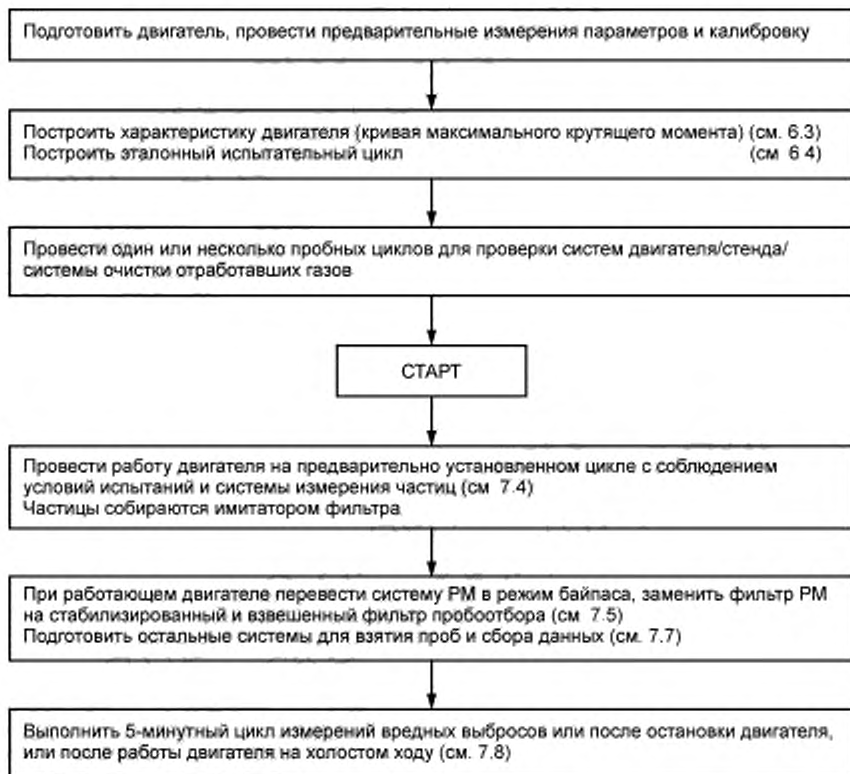 Подготовить двигатель, провести предварительные измерения параметров и калибровку
Построить характеристику двигателя (кривая максимального крутящего момента) (см. 6.3)
Построить эталонный испытательный цикл (см 6 4)
Провести один или несколько пробных циклов для проверки систем двигателя/стенда/
системы очистки отработавших газов
СТАРТ
Провести работу двигателя на предварительно установленном цикле с соблюдением
условий испытаний и системы измерения частиц (см 7.4)
Частицы собираются имитатором фильтра
При работающем двигателе перевести систему РМ в режим байпаса, заменить фильтр РМ
на стабилизированный и взвешенный фильтр пробоотбора (см 7.5)
Подготовить остальные системы для взятия проб и сбора данных (см. 7.7)
Выполнить 5-минутный цикл измерений вредных выбросов или после остановки двигателя,
или после работы двигателя на холостом ходу (см. 7.8)